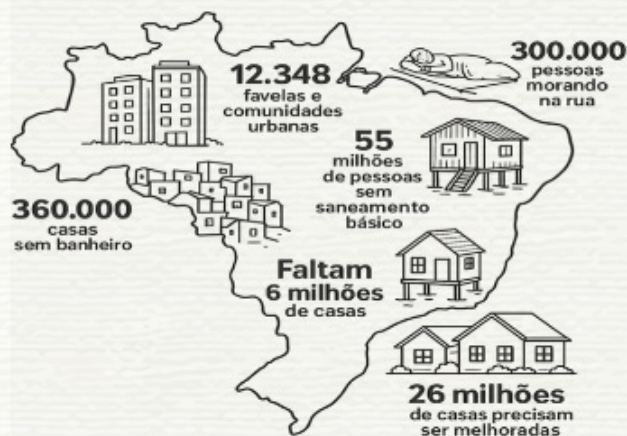 300.000
pessoas
morando
na rua
12.348
favelas e
comunidades
urbanas
55
milhões
de pessoas
sem
saneamento
básico
360.000
casas
sem banheiro
Faltam
6 milhões
de casas
26 milhões
de casas precisam
ser melhoradas